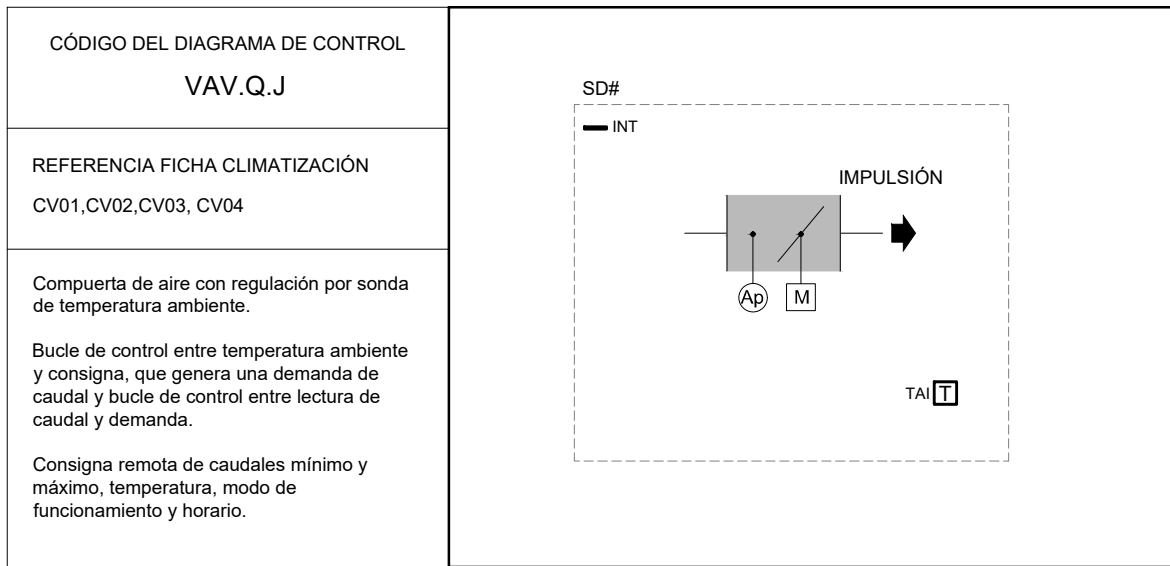 CÓDIGO DEL DIAGRAMA DE CONTROL
VAV.Q.J
REFERENCIA FICHA CLIMATIZACIÓN
CV01,CV02,CV03, CV04
Compuerta de aire con regulación por sonda
de temperatura ambiente.
Bucle de control entre temperatura ambiente
y consigna, que genera una demanda de
caudal y bucle de control entre lectura de
caudal y demanda.
Consigna remota de caudales mínimo y
máximo, temperatura, modo de
funcionamiento y horario.
SD#
INT
IMPULSIÓN
Ap M
TAI T